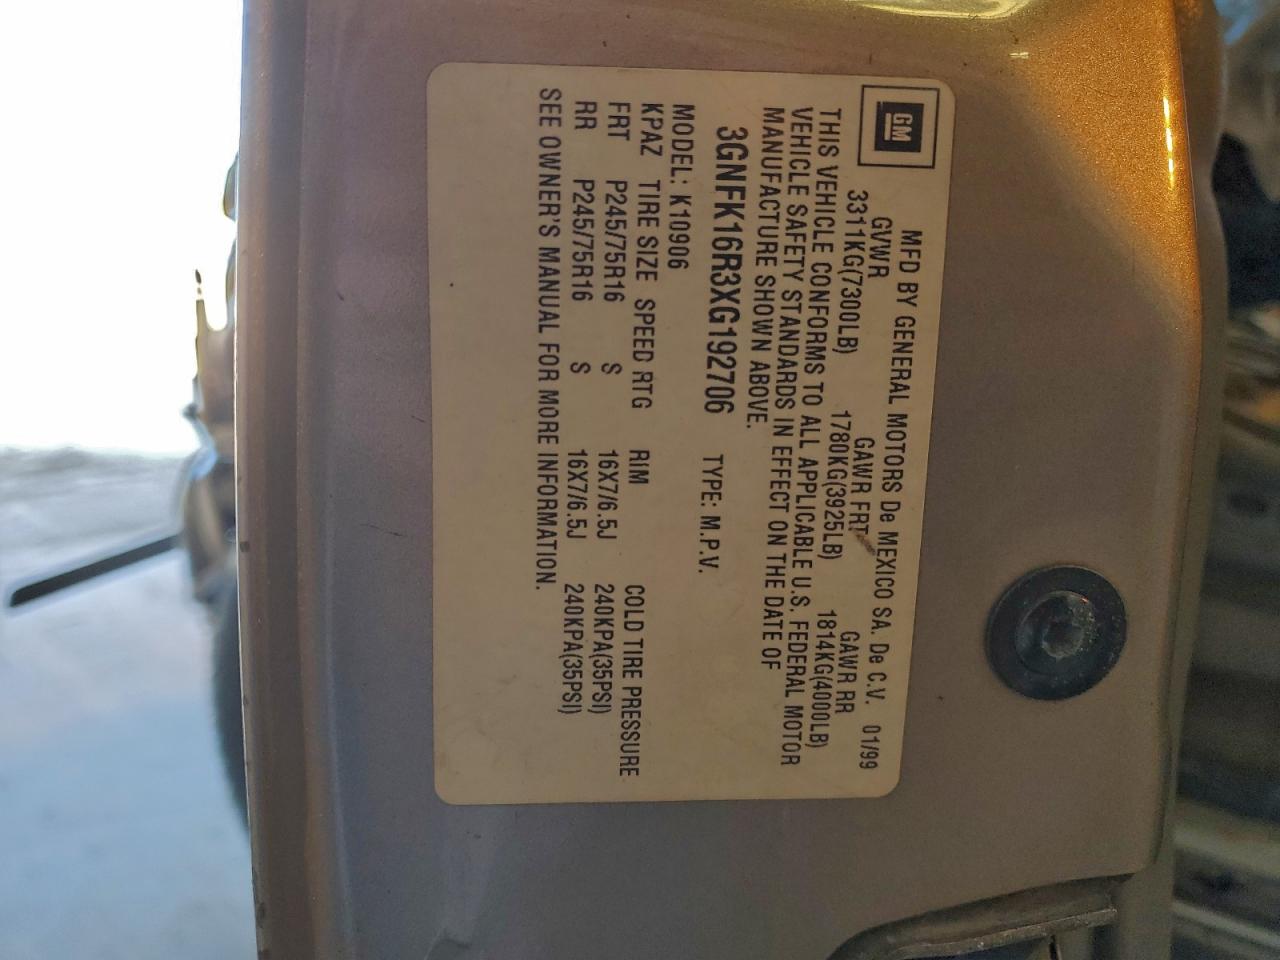 GM
MFD BY GENERAL MOTORS De MEXICO SA. De C.V. 01/99
GVWR GAWR FRT GAWR RR
3311KG(7300LB) 1780KG(3925LB) 1814KG(4000LB)
THIS VEHICLE CONFORMS TO ALL APPLICABLE U.S. FEDERAL MOTOR
VEHICLE SAFETY STANDARDS IN EFFECT ON THE DATE OF
MANUFACTURE SHOWN ABOVE.
3GNFK16R3XG192706 TYPE: M.P.V.
MODEL: K10906
KPAZ TIRE SIZE SPEED RTG RIM COLD TIRE PRESSURE
FRT P245/75R16 S 16X7/6.5J 240KPA(35PSI)
RR P245/75R16 S 16X7/6.5J 240KPA(35PSI)
SEE OWNER'S MANUAL FOR MORE INFORMATION.